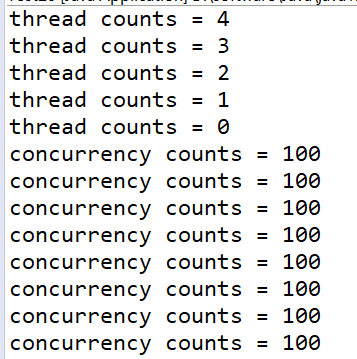 thread counts = 4
thread counts = 3
thread counts = 2
thread counts = 1
thread counts = 0
concurrency counts = 100
concurrency counts = 100
concurrency counts = 100
concurrency counts = 100
concurrency counts = 100
concurrency counts = 100
concurrency counts = 100
concurrency counts = 100